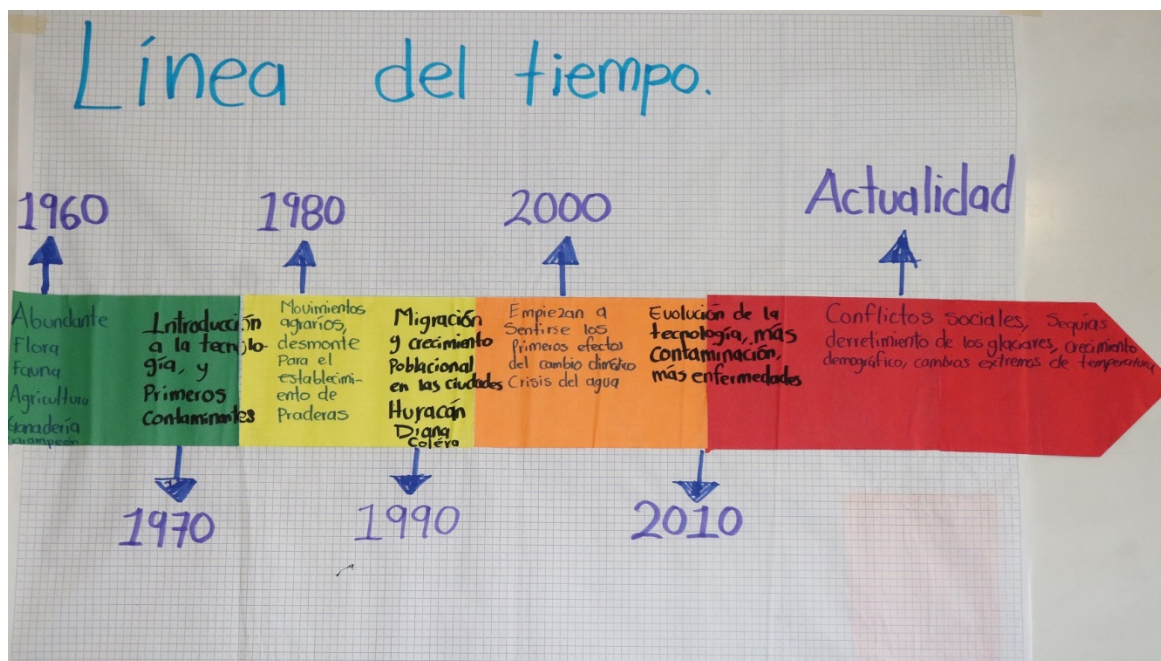 Línea del tiempo.
1960
1980
2000
Actualidad
Abundante
Flora
Fauna
Agricultura
Ganadería
Introducción
a la tecnolo-
gía, y
Primeros
Contaminantes
Movimientos
agrários,
desmonte
Para el
establecimi-
ento de
Praderas
Migración
y crecimiento
Poblacional
en las ciudades
Huracán
Diana
Coléra
Empiezan a
Sentirse los
Primeros efectos
del cambio climático
Crisis del agua
Evolución de la
tecnología, más
Contaminación,
más enfermedades
Conflictos sociales, Sequías
derretimiento de los glaciares, crecimiento
demográfico, cambios extremos de temperatura
1970
1990
2010